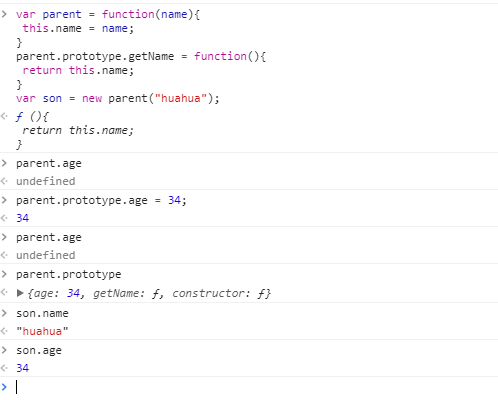 > var parent = function(name){
 this.name = name;
}
parent.prototype.getName = function(){
 return this.name;
}
var son = new parent("huahua");
ƒ (){
 return this.name;
}
> parent.age
undefined
> parent.prototype.age = 34;
34
> parent.age
undefined
> parent.prototype
▶{age: 34, getName: ƒ, constructor: ƒ}
> son.name
"huahua"
> son.age
34
>